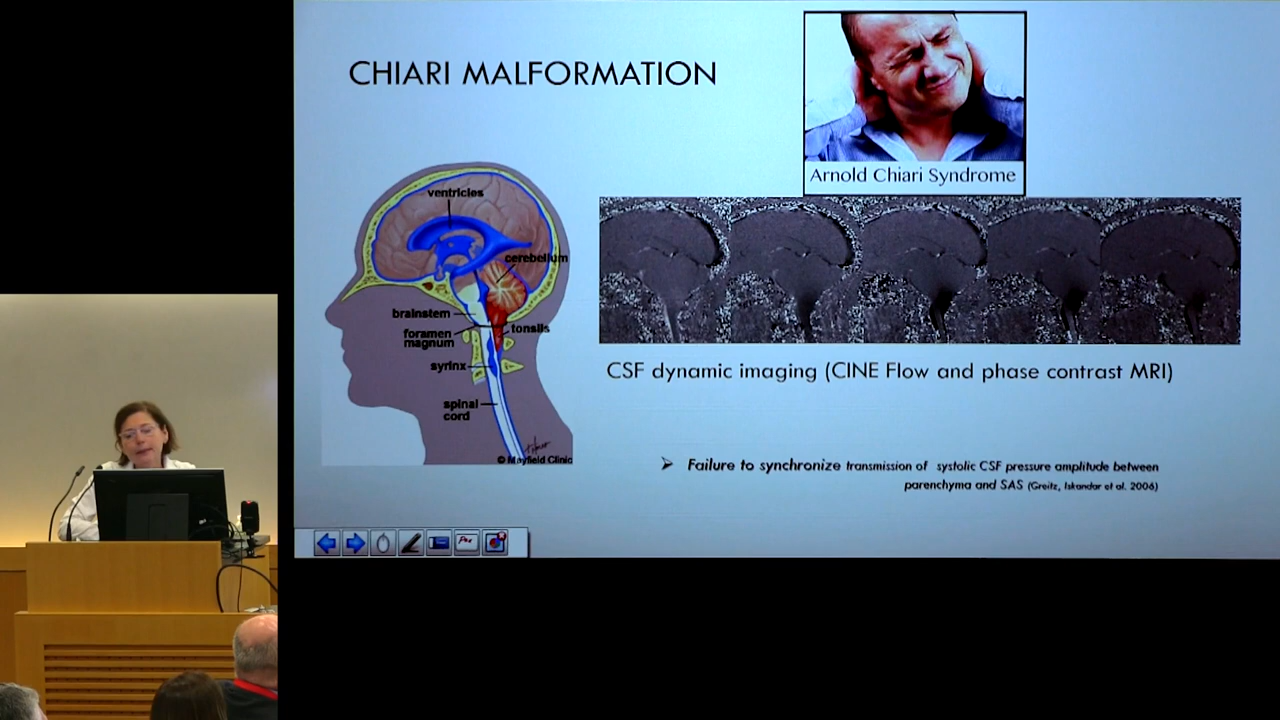 CHIARI MALFORMATION
Arnold Chiari Syndrome
ventricles
cerebellum
brainstem
foramen
magnum
tonsils
syrinx
spinal
cord
© Mayfield Clinic
CSF dynamic imaging (CINE Flow and phase contrast MRI)
➢ Failure to synchronize transmission of systolic CSF pressure amplitude between
parenchyma and SAS (Greitz, Iskandar et al. 2006)